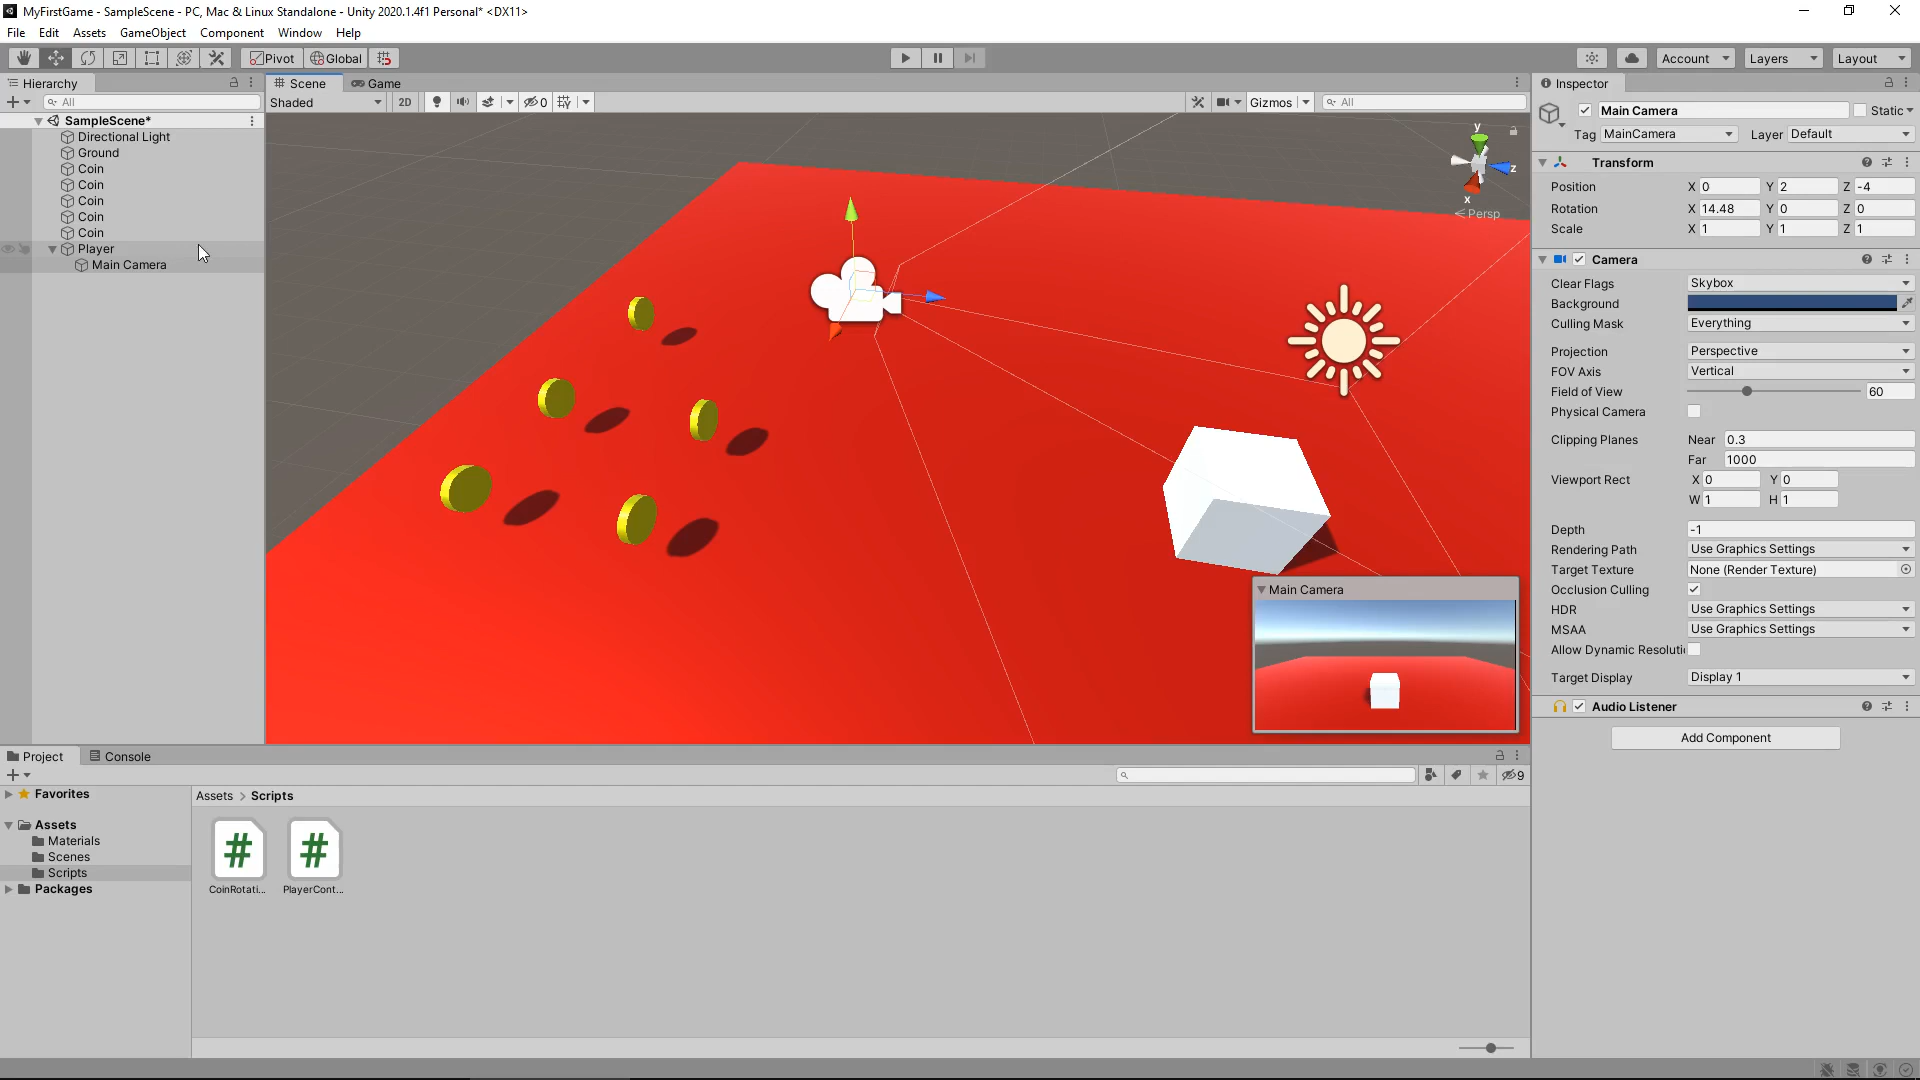 MyFirstGame - SampleScene - PC, Mac & Linux Standalone - Unity 2020.1.4f1 Personal* <DX11>
File Edit Assets GameObject Component Window Help
Pivot Global Account Layers Layout
Hierarchy
All
SampleScene*
Directional Light
Ground
Coin
Coin
Coin
Coin
Coin
Player
Main Camera
Scene Game
Shaded 2D 0 Gizmos All
y
z
x
Persp
Main Camera
Inspector
Main Camera Static
Tag MainCamera Layer Default
Transform
Position X 0 Y 2 Z -4
Rotation X 14.48 Y 0 Z 0
Scale X 1 Y 1 Z 1
Camera
Clear Flags Skybox
Background
Culling Mask Everything
Projection Perspective
FOV Axis Vertical
Field of View 60
Physical Camera
Clipping Planes Near 0.3
Far 1000
Viewport Rect X 0 Y 0
W 1 H 1
Depth -1
Rendering Path Use Graphics Settings
Target Texture None (Render Texture)
Occlusion Culling
HDR Use Graphics Settings
MSAA Use Graphics Settings
Allow Dynamic Resoluti
Target Display Display 1
Audio Listener
Add Component
Project Console
9
Favorites
Assets
Materials
Scenes
Scripts
Packages
Assets > Scripts
# #
CoinRotati... PlayerCont...